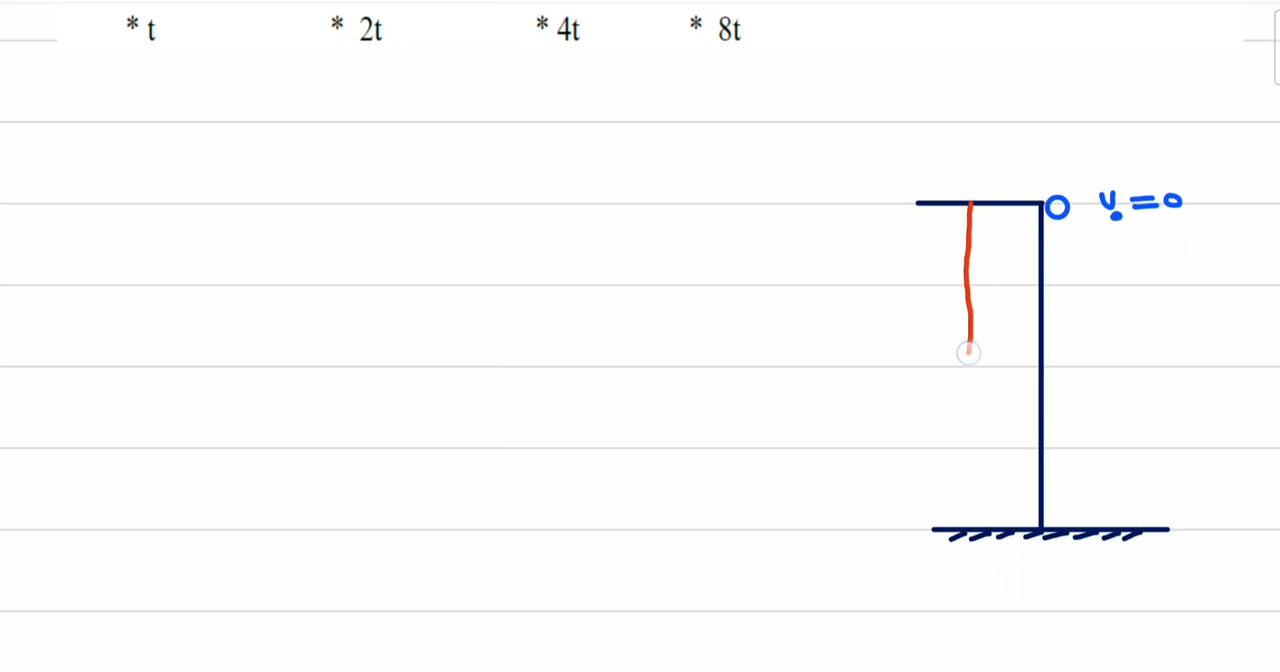 * t * 2t * 4t * 8t
v₀ = 0